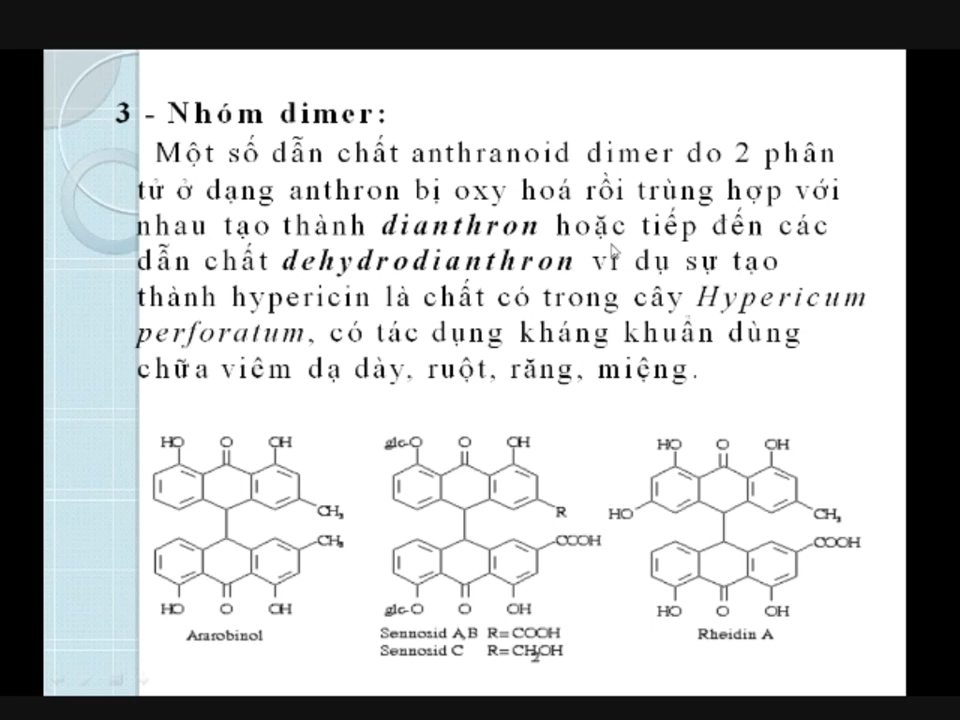 3 - Nhóm dimer:
Một số dẫn chất anthranoid dimer do 2 phân
tử ở dạng anthron bị oxy hoá rồi trùng hợp với
nhau tạo thành dianthron hoặc tiếp đến các
dẫn chất dehydrodianthron ví dụ sự tạo
thành hypericin là chất có trong cây Hypericum
perforatum, có tác dụng kháng khuẩn dùng
chữa viêm dạ dày, ruột, răng, miệng.
HO O OH
CH3
CH3
HO O OH
Ararobinol
glc-O O OH
R
COOH
glc-O O OH
Sennosid A,B R=COOH
Sennosid C R=CH2OH
HO O OH
HO CH3
COOH
HO O OH
Rheidin A